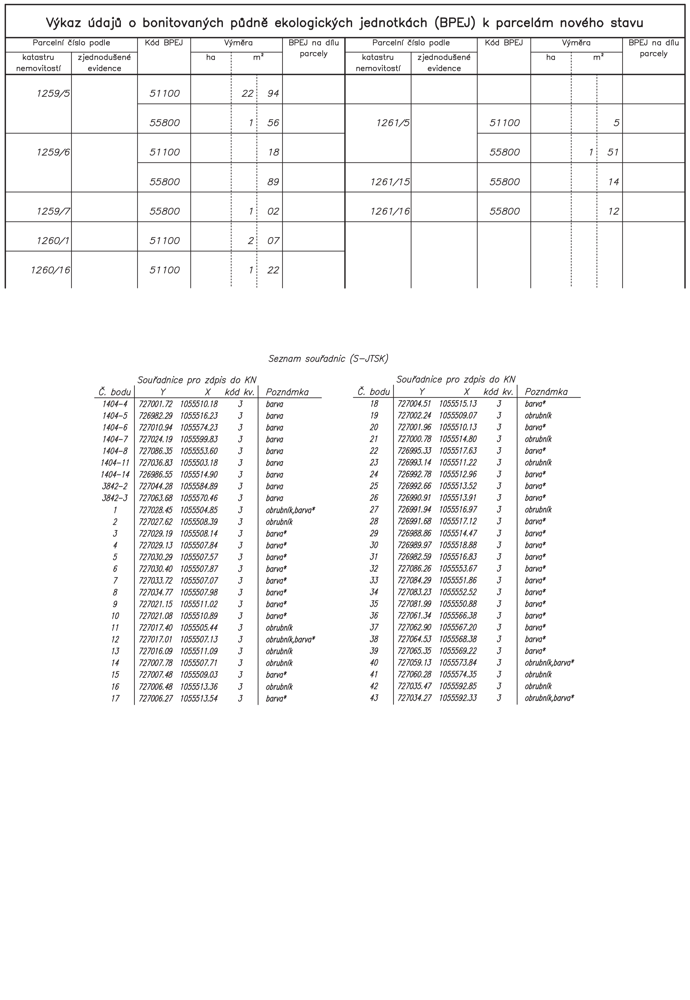 Výkaz údajů o bonitovaných půdně ekologických jednotkách (BPEJ) k parcelám nového stavu
Parcelní číslo podle Kód BPEJ Výměra BPEJ na dílu parcely Parcelní číslo podle Kód BPEJ Výměra BPEJ na dílu parcely
katastru nemovitostí zjednodušené evidence ha m² katastru nemovitostí zjednodušené evidence ha m²
1259/5 51100 22 94
55800 1 56 1261/5 51100 5
1259/6 51100 18 55800 1 51
55800 89 1261/15 55800 14
1259/7 55800 1 02 1261/16 55800 12
1260/1 51100 2 07
1260/16 51100 1 22
Seznam souřadnic (S-JTSK)
Souřadnice pro zápis do KN
Č. bodu Y X kód kv. Poznámka
1404-4 727001.72 1055510.18 3 barva
1404-5 726982.29 1055516.23 3 barva
1404-6 727010.94 1055574.23 3 barva
1404-7 727024.19 1055599.83 3 barva
1404-8 727086.35 1055553.60 3 barva
1404-11 727036.83 1055503.18 3 barva
1404-14 726986.55 1055514.90 3 barva
3842-2 727044.28 1055584.89 3 barva
3842-3 727063.68 1055570.46 3 barva
1 727028.45 1055504.85 3 obrubník,barva*
2 727027.62 1055508.39 3 obrubník
3 727029.19 1055508.14 3 barva*
4 727029.13 1055507.84 3 barva*
5 727030.29 1055507.57 3 barva*
6 727030.40 1055507.87 3 barva*
7 727033.72 1055507.07 3 barva*
8 727034.77 1055507.98 3 barva*
9 727021.15 1055511.02 3 barva*
10 727021.08 1055510.89 3 barva*
11 727017.40 1055505.44 3 obrubník
12 727017.01 1055507.13 3 obrubník,barva*
13 727016.09 1055511.09 3 obrubník
14 727007.78 1055507.71 3 obrubník
15 727007.48 1055509.03 3 barva*
16 727006.48 1055513.36 3 obrubník
17 727006.27 1055513.54 3 barva*
Souřadnice pro zápis do KN
Č. bodu Y X kód kv. Poznámka
18 727004.51 1055515.13 3 barva*
19 727002.24 1055509.07 3 obrubník
20 727001.96 1055510.13 3 barva*
21 727000.78 1055514.80 3 obrubník
22 726995.33 1055517.63 3 barva*
23 726993.14 1055511.22 3 obrubník
24 726992.78 1055512.96 3 barva*
25 726992.66 1055513.52 3 barva*
26 726990.91 1055513.91 3 barva*
27 726991.94 1055516.97 3 obrubník
28 726991.68 1055517.12 3 barva*
29 726988.86 1055514.47 3 barva*
30 726989.97 1055518.88 3 barva*
31 726982.59 1055516.83 3 barva*
32 727086.26 1055553.67 3 barva*
33 727084.29 1055551.86 3 barva*
34 727083.23 1055552.52 3 barva*
35 727081.99 1055550.88 3 barva*
36 727061.34 1055566.38 3 barva*
37 727062.90 1055567.20 3 barva*
38 727064.53 1055568.38 3 barva*
39 727065.35 1055569.22 3 barva*
40 727059.13 1055573.84 3 obrubník,barva*
41 727060.28 1055574.35 3 obrubník
42 727035.47 1055592.85 3 obrubník
43 727034.27 1055592.33 3 obrubník,barva*